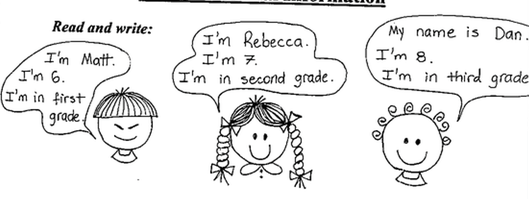 Read and write:
I'm Matt.
I'm 6.
I'm in first
grade.
I'm Rebecca.
I'm 7.
I'm in second grade.
My name is Dan.
I'm 8.
I'm in third grade